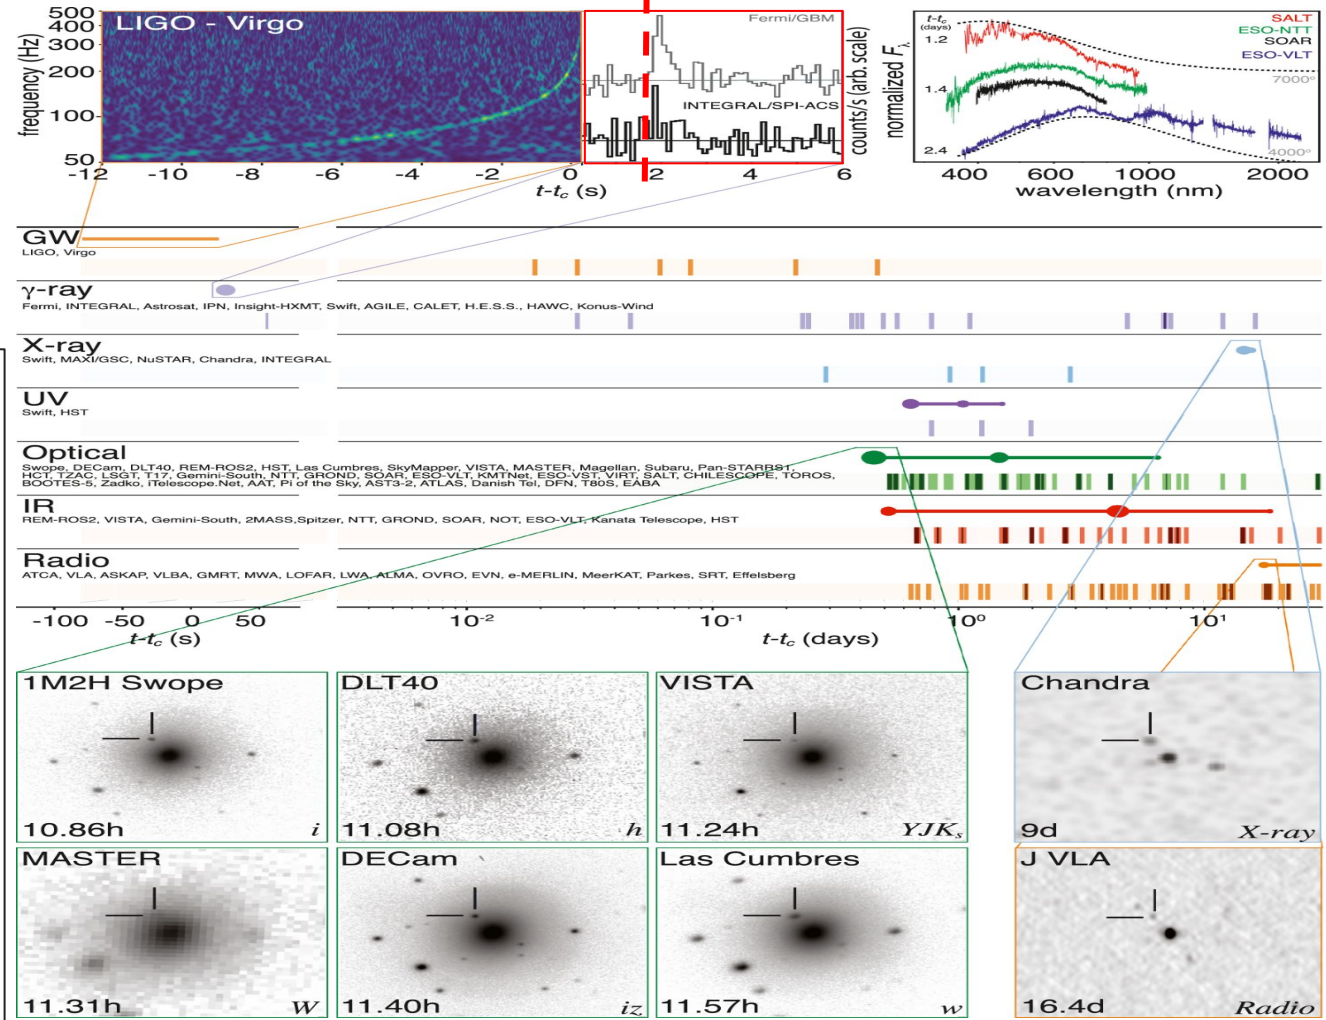 LIGO - Virgo
frequency (Hz)
500
400
300
200
100
50
-12 -10 -8 -6 -4 -2 0 2 4 6
t-tc (s)
Fermi/GBM
INTEGRAL/SPI-ACS
counts/s (arb. scale)
normalized Fλ
t-tc
(days)
1.2
1.4
2.4
SALT
ESO-NTT
SOAR
ESO-VLT
7000°
4000°
400 600 1000 2000
wavelength (nm)
GW
LIGO, Virgo
γ-ray
Fermi, INTEGRAL, Astrosat, IPN, Insight-HXMT, Swift, AGILE, CALET, H.E.S.S., HAWC, Konus-Wind
X-ray
Swift, MAXI/GSC, NuSTAR, Chandra, INTEGRAL
UV
Swift, HST
Optical
Swope, DECam, DLT40, REM-ROS2, HST, Las Cumbres, SkyMapper, VISTA, MASTER, Magellan, Subaru, Pan-STARRS1,
HCT, TZAC, LSGT, T17, Gemini-South, NTT, GROND, SOAR, ESO-VLT, KMTNet, ESO-VST, VIRT, SALT, CHILESCOPE, TOROS,
BOOTES-5, Zadko, iTelescope.Net, AAT, Pi of the Sky, AST3-2, ATLAS, Danish Tel, DFN, T80S, EABA
IR
REM-ROS2, VISTA, Gemini-South, 2MASS,Spitzer, NTT, GROND, SOAR, NOT, ESO-VLT, Kanata Telescope, HST
Radio
ATCA, VLA, ASKAP, VLBA, GMRT, MWA, LOFAR, LWA, ALMA, OVRO, EVN, e-MERLIN, MeerKAT, Parkes, SRT, Effelsberg
-100 -50 0 50 10⁻² 10⁻¹ 10⁰ 10¹
t-tc (s) t-tc (days)
1M2H Swope
10.86h i
DLT40
11.08h h
VISTA
11.24h YJKs
Chandra
9d X-ray
MASTER
11.31h W
DECam
11.40h iz
Las Cumbres
11.57h w
J VLA
16.4d Radio